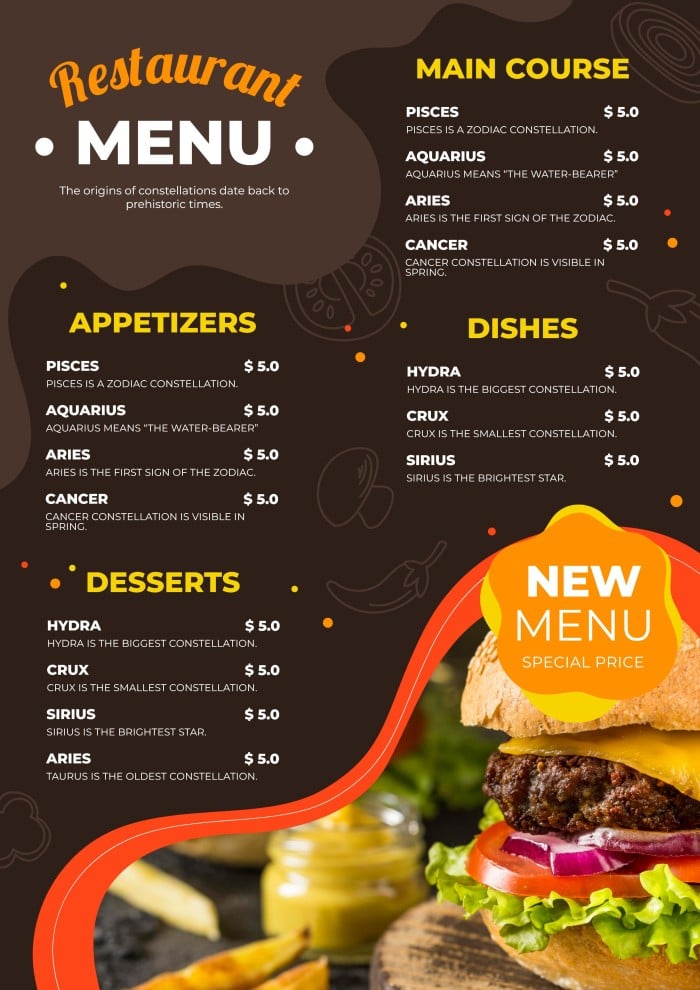 Restaurant
• MENU •
The origins of constellations date back to
prehistoric times.
APPETIZERS
PISCES $ 5.0
PISCES IS A ZODIAC CONSTELLATION.
AQUARIUS $ 5.0
AQUARIUS MEANS “THE WATER-BEARER”
ARIES $ 5.0
ARIES IS THE FIRST SIGN OF THE ZODIAC.
CANCER $ 5.0
CANCER CONSTELLATION IS VISIBLE IN
SPRING.
DESSERTS
HYDRA $ 5.0
HYDRA IS THE BIGGEST CONSTELLATION.
CRUX $ 5.0
CRUX IS THE SMALLEST CONSTELLATION.
SIRIUS $ 5.0
SIRIUS IS THE BRIGHTEST STAR.
ARIES $ 5.0
TAURUS IS THE OLDEST CONSTELLATION.
MAIN COURSE
PISCES $ 5.0
PISCES IS A ZODIAC CONSTELLATION.
AQUARIUS $ 5.0
AQUARIUS MEANS “THE WATER-BEARER”
ARIES $ 5.0
ARIES IS THE FIRST SIGN OF THE ZODIAC.
CANCER $ 5.0
CANCER CONSTELLATION IS VISIBLE IN
SPRING.
DISHES
HYDRA $ 5.0
HYDRA IS THE BIGGEST CONSTELLATION.
CRUX $ 5.0
CRUX IS THE SMALLEST CONSTELLATION.
SIRIUS $ 5.0
SIRIUS IS THE BRIGHTEST STAR.
NEW
MENU
SPECIAL PRICE